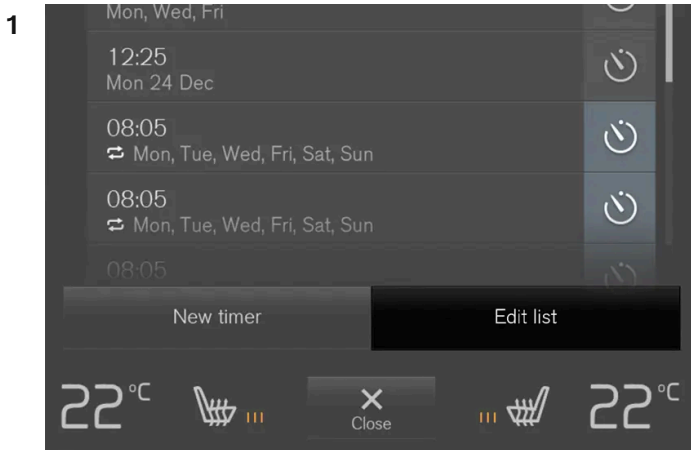 1
Mon, Wed, Fri
12:25
Mon 24 Dec
08:05
Mon, Tue, Wed, Fri, Sat, Sun
08:05
Mon, Tue, Wed, Fri, Sat, Sun
08:05
New timer
Edit list
22°C
22°C
Close